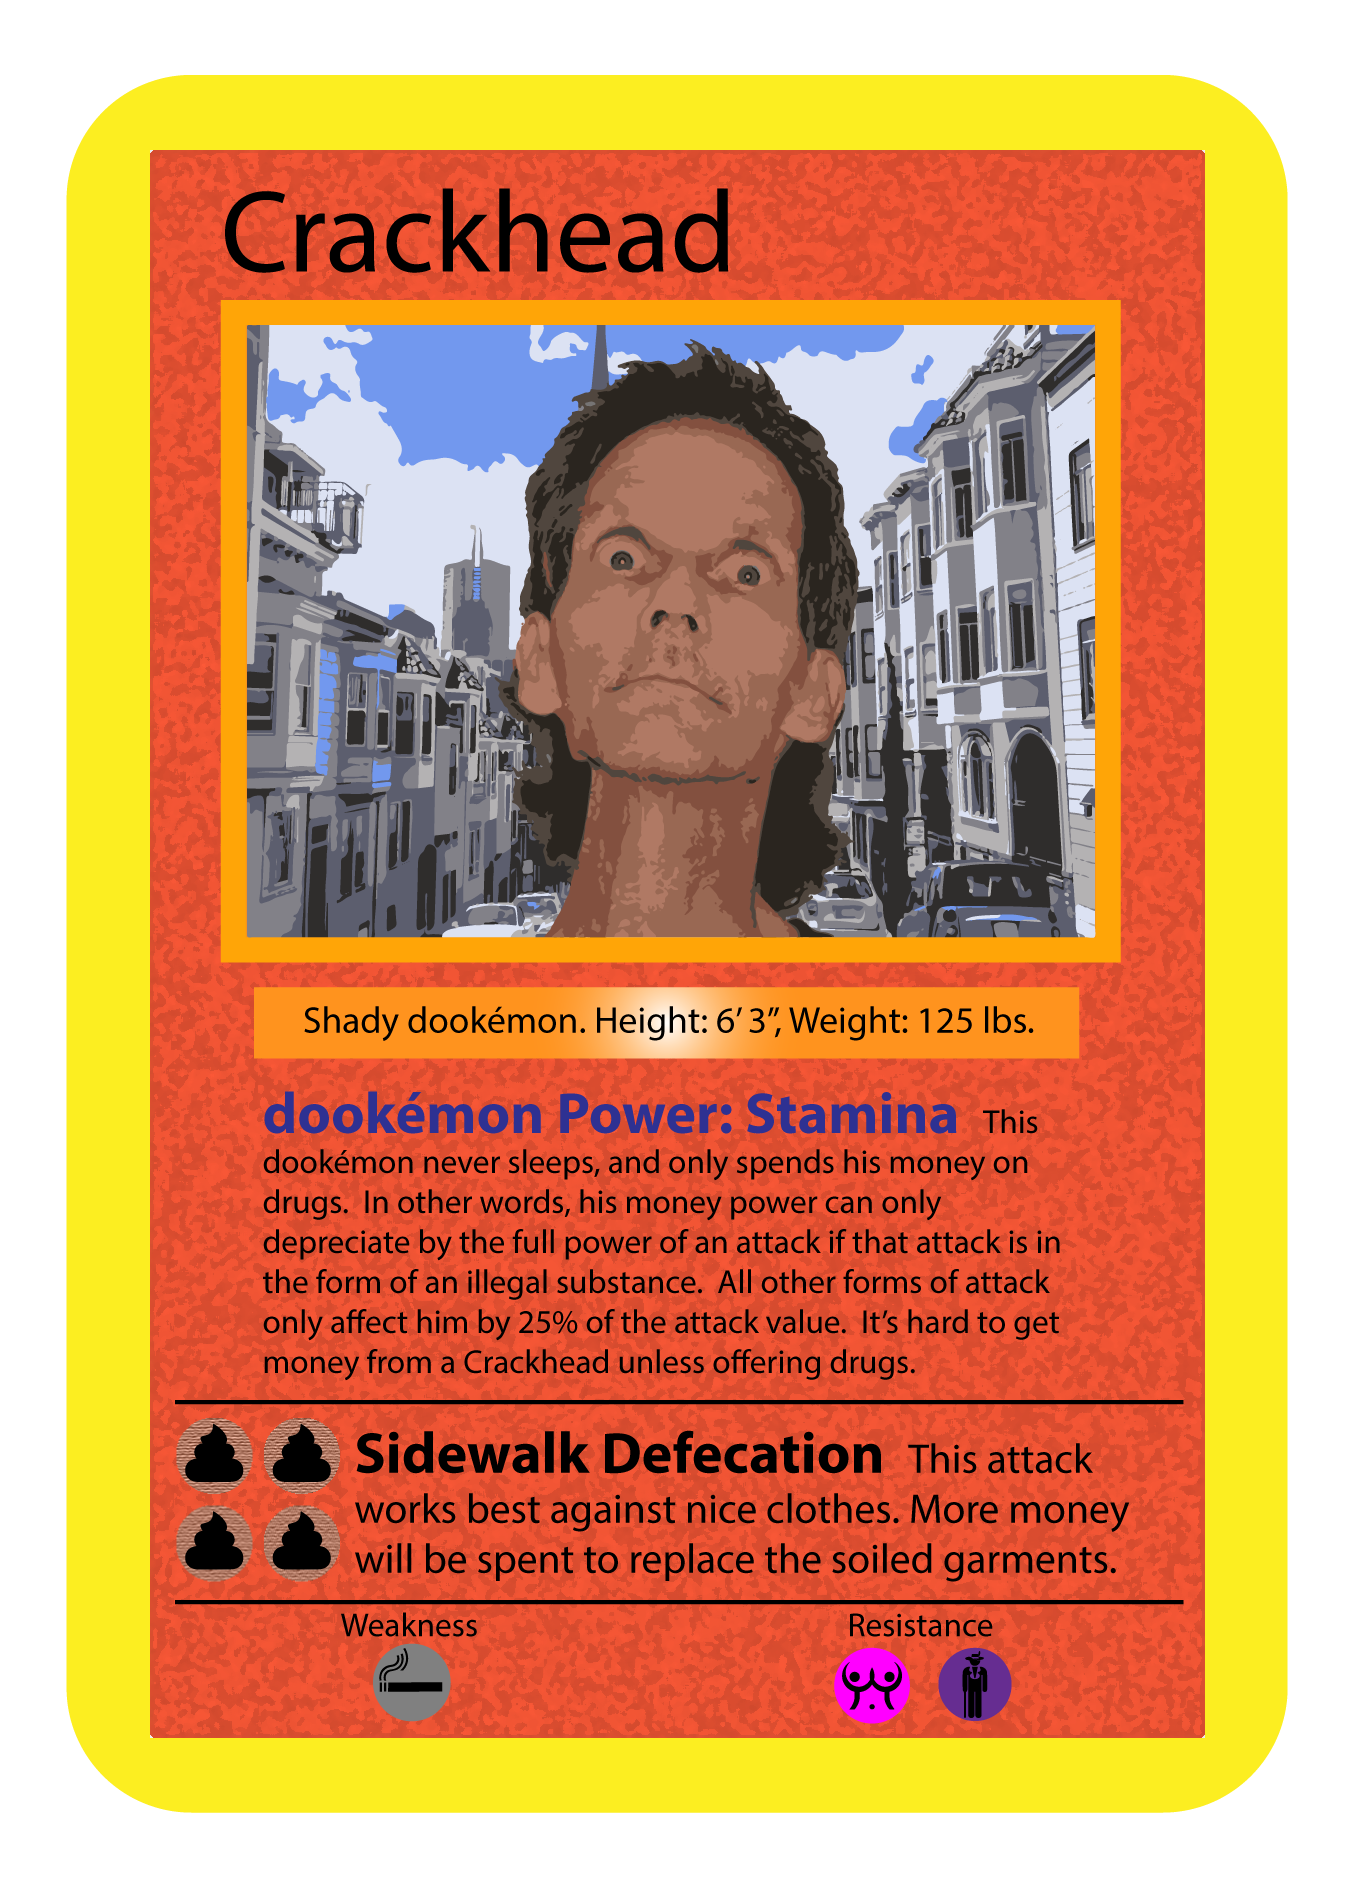 Crackhead
Shady dookémon. Height: 6’ 3”, Weight: 125 lbs.
dookémon Power: Stamina This
dookémon never sleeps, and only spends his money on
drugs. In other words, his money power can only
depreciate by the full power of an attack if that attack is in
the form of an illegal substance. All other forms of attack
only affect him by 25% of the attack value. It’s hard to get
money from a Crackhead unless offering drugs.
Sidewalk Defecation This attack
works best against nice clothes. More money
will be spent to replace the soiled garments.
Weakness
Resistance